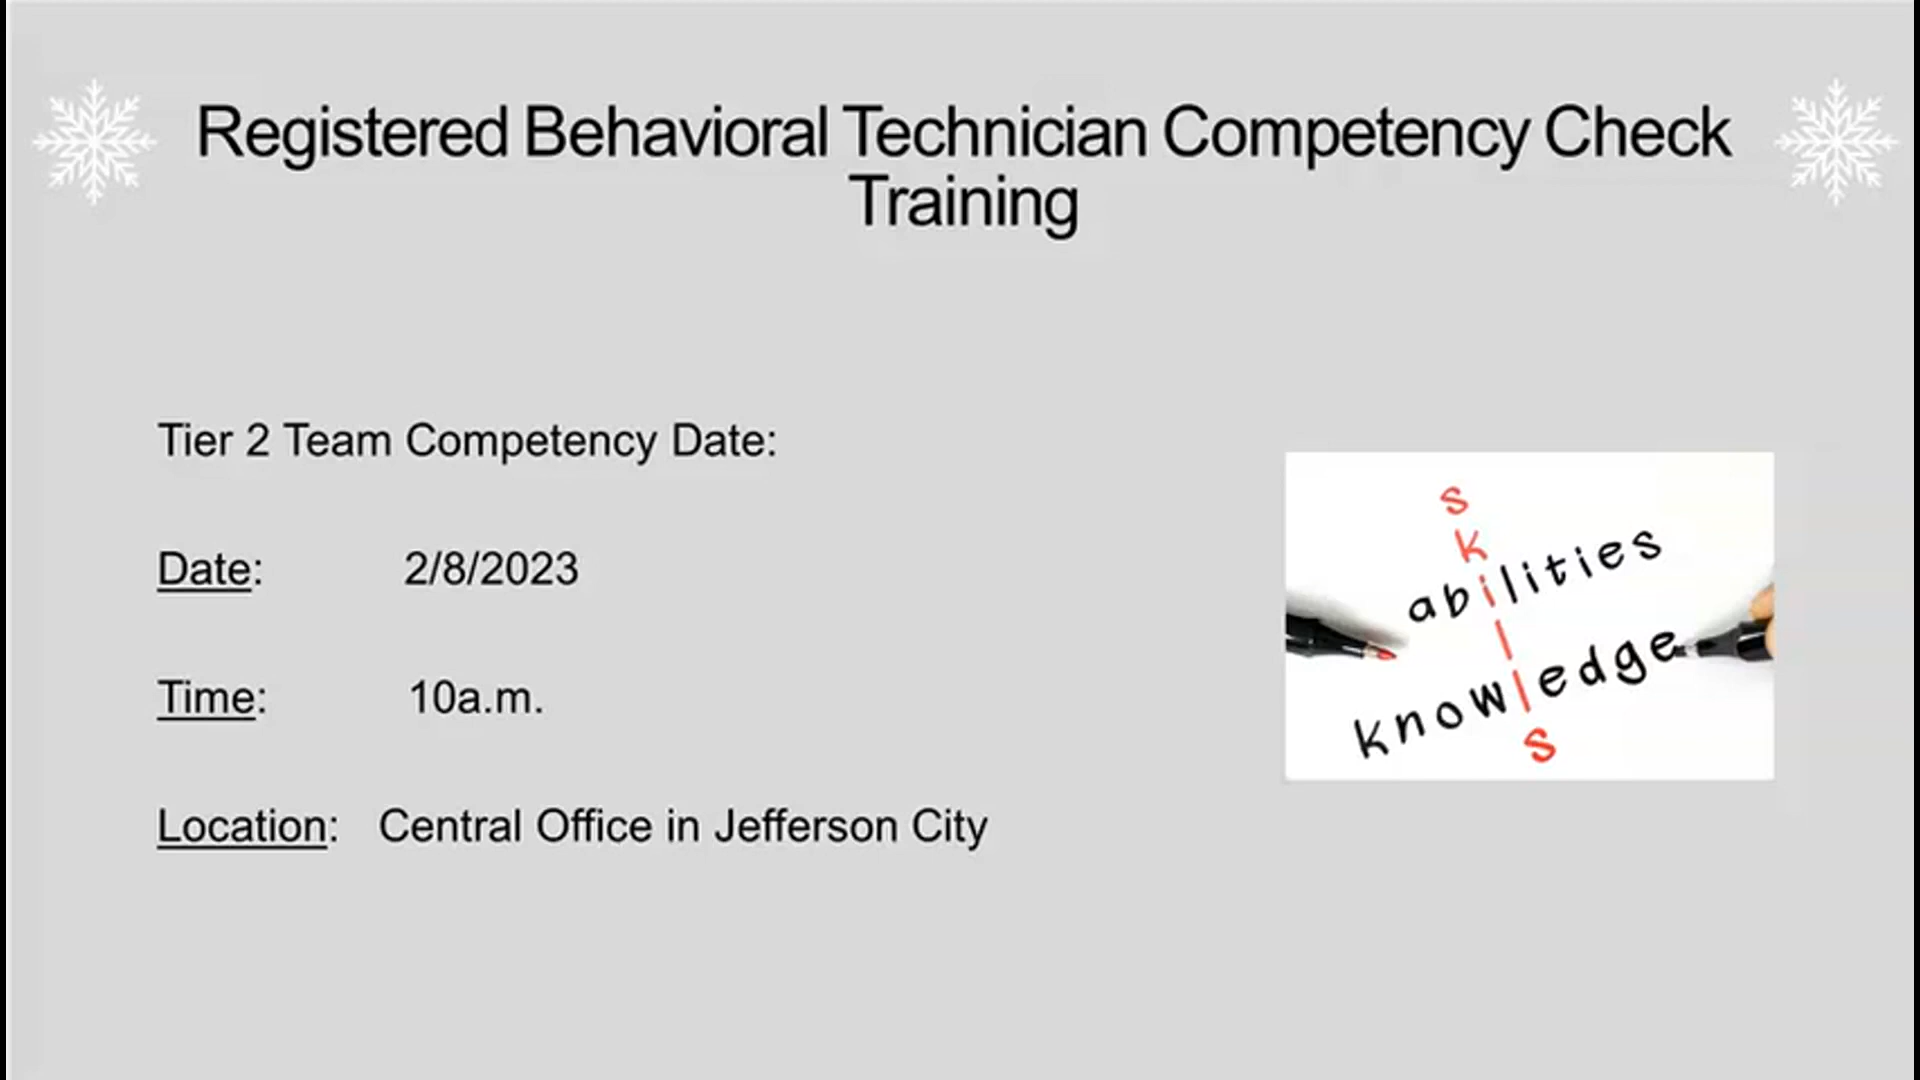 Registered Behavioral Technician Competency Check
Training
Tier 2 Team Competency Date:
Date: 2/8/2023
Time: 10a.m.
Location: Central Office in Jefferson City
skills
abilities
knowledge